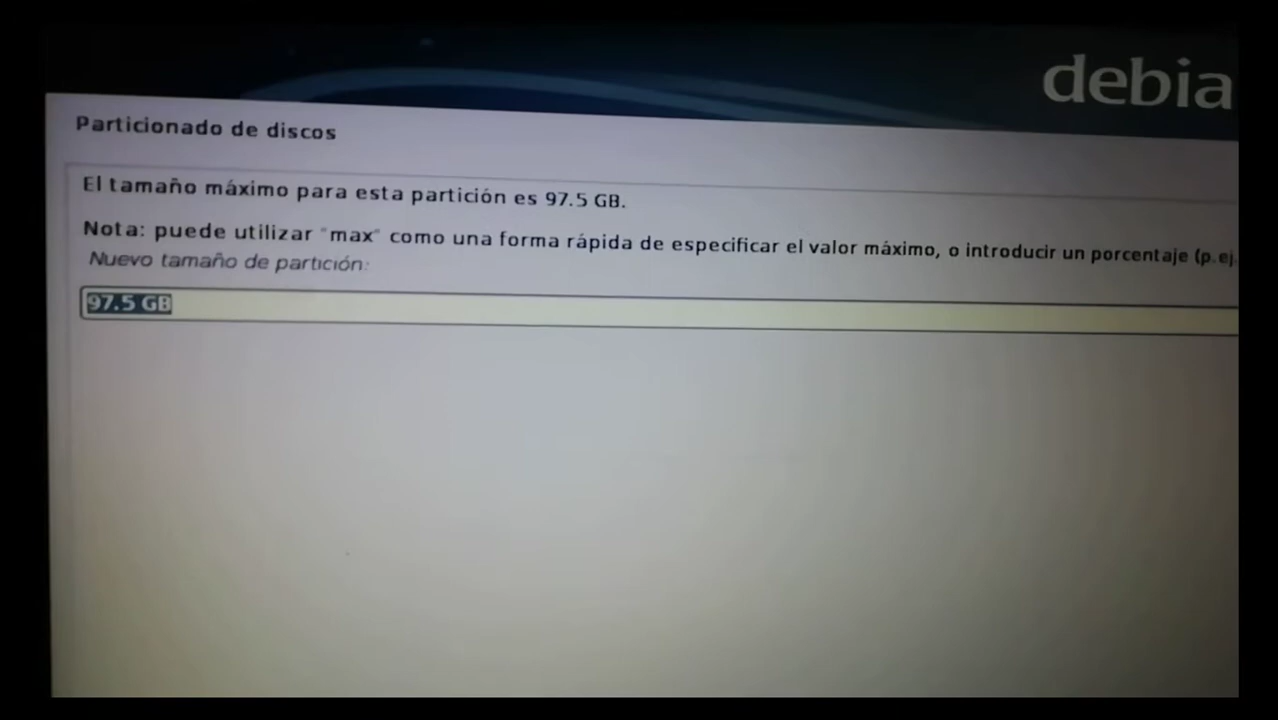 debia
Particionado de discos
El tamaño máximo para esta partición es 97.5 GB.
Nota: puede utilizar "max" como una forma rápida de especificar el valor máximo, o introducir un porcentaje (p.ej.
Nuevo tamaño de partición:
97.5 GB